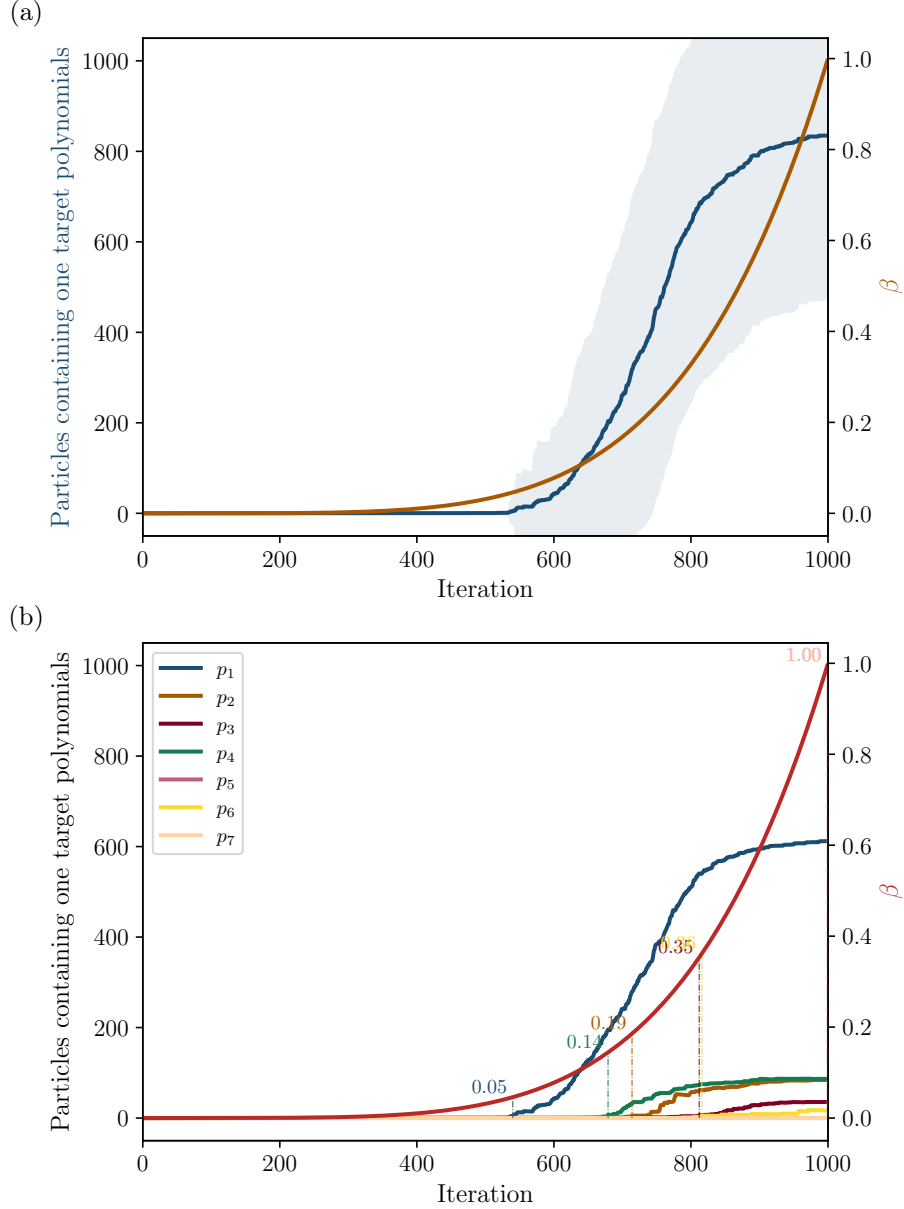 (a)
Particles containing one target polynomials
1000
800
600
400
200
0
1.0
0.8
0.6
0.4
0.2
0.0
β
0 200 400 600 800 1000
Iteration
(b)
Particles containing one target polynomials
1000
800
600
400
200
0
p1
p2
p3
p4
p5
p6
p7
1.00
0.36
0.35
0.19
0.14
0.05
1.0
0.8
0.6
0.4
0.2
0.0
β
0 200 400 600 800 1000
Iteration